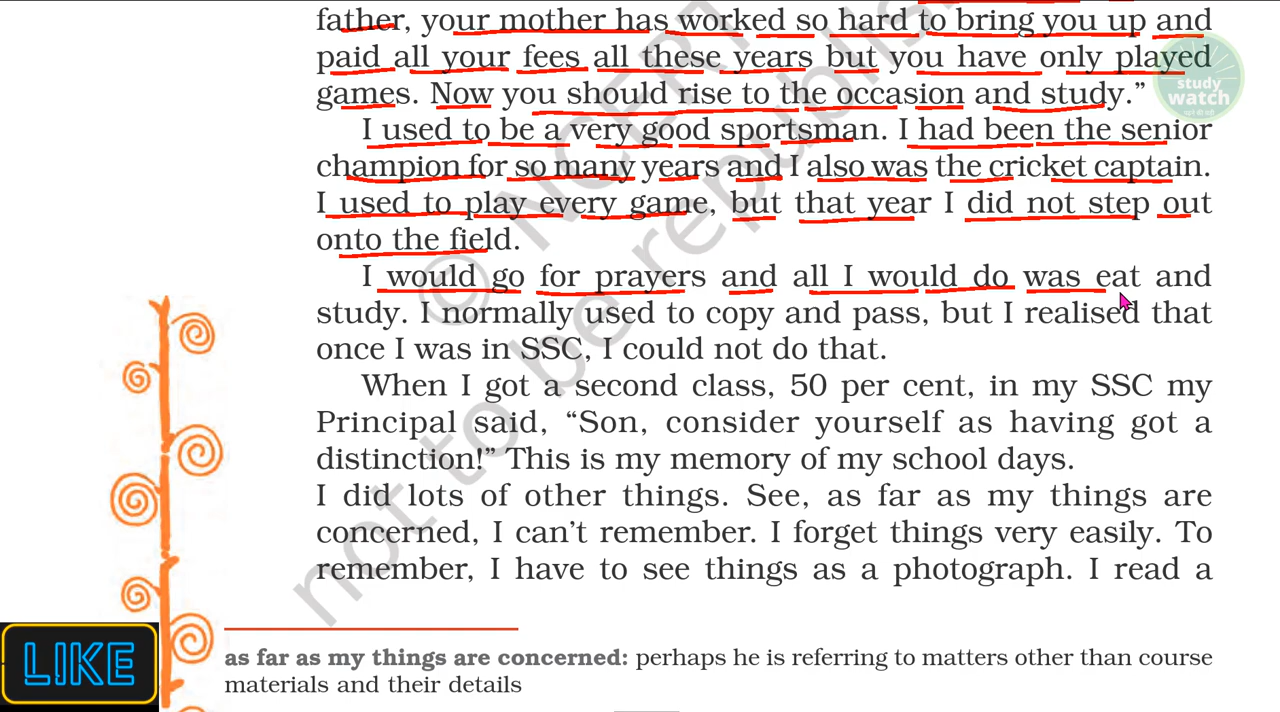 father, your mother has worked so hard to bring you up and
paid all your fees all these years but you have only played
games. Now you should rise to the occasion and study.”
I used to be a very good sportsman. I had been the senior
champion for so many years and I also was the cricket captain.
I used to play every game, but that year I did not step out
onto the field.
I would go for prayers and all I would do was eat and
study. I normally used to copy and pass, but I realised that
once I was in SSC, I could not do that.
When I got a second class, 50 per cent, in my SSC my
Principal said, “Son, consider yourself as having got a
distinction!” This is my memory of my school days.
I did lots of other things. See, as far as my things are
concerned, I can’t remember. I forget things very easily. To
remember, I have to see things as a photograph. I read a
as far as my things are concerned: perhaps he is referring to matters other than course
materials and their details
© NCERT
not to be republis
study
watch
LIKE